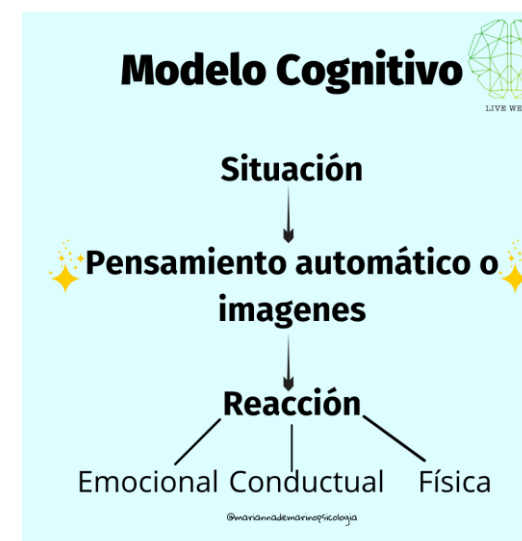 Modelo Cognitivo
LIVE WE
Situación
Pensamiento automático o
imagenes
Reacción
Emocional Conductual Física
@mariannademarinopsicologia